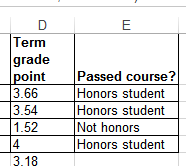 D E
Term
grade
point Passed course?
3.66 Honors student
3.54 Honors student
1.52 Not honors
4 Honors student
3.18